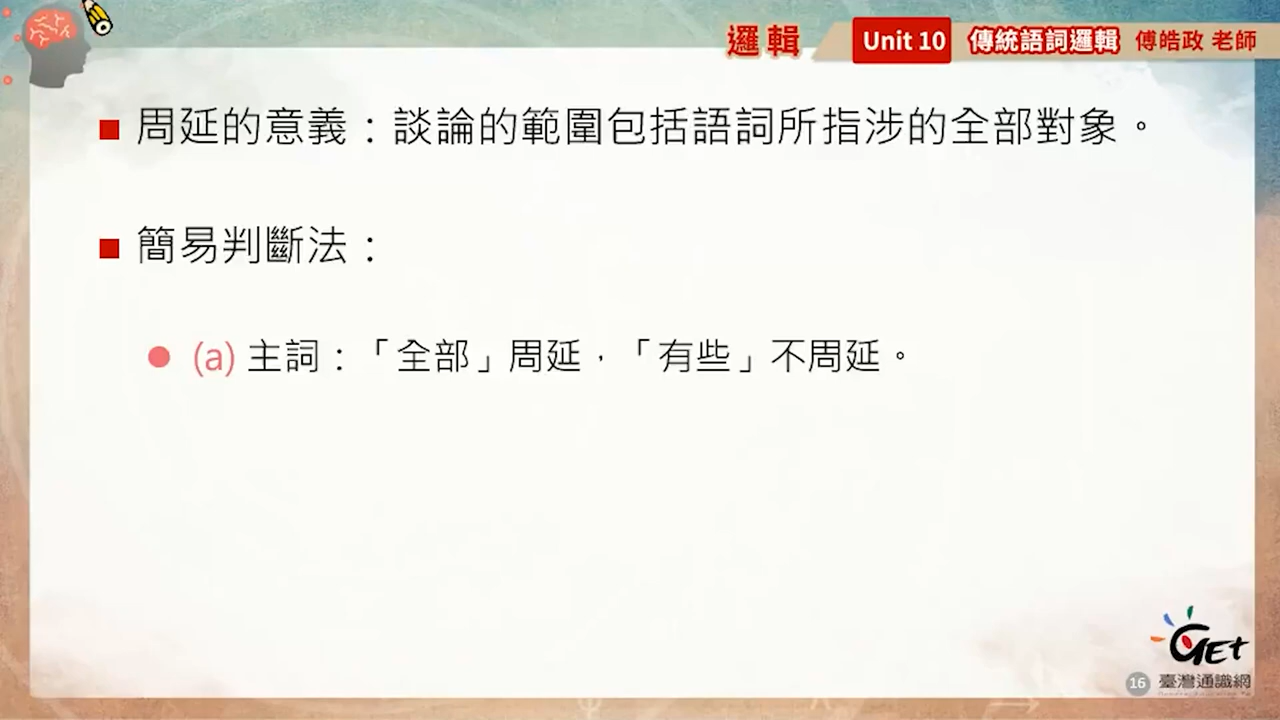 邏輯 Unit 10 傳統語詞邏輯 傅皓政 老師
■ 周延的意義：談論的範圍包括語詞所指涉的全部對象。
■ 簡易判斷法：
● (a) 主詞：「全部」周延，「有些」不周延。
GET
16 臺灣通識網